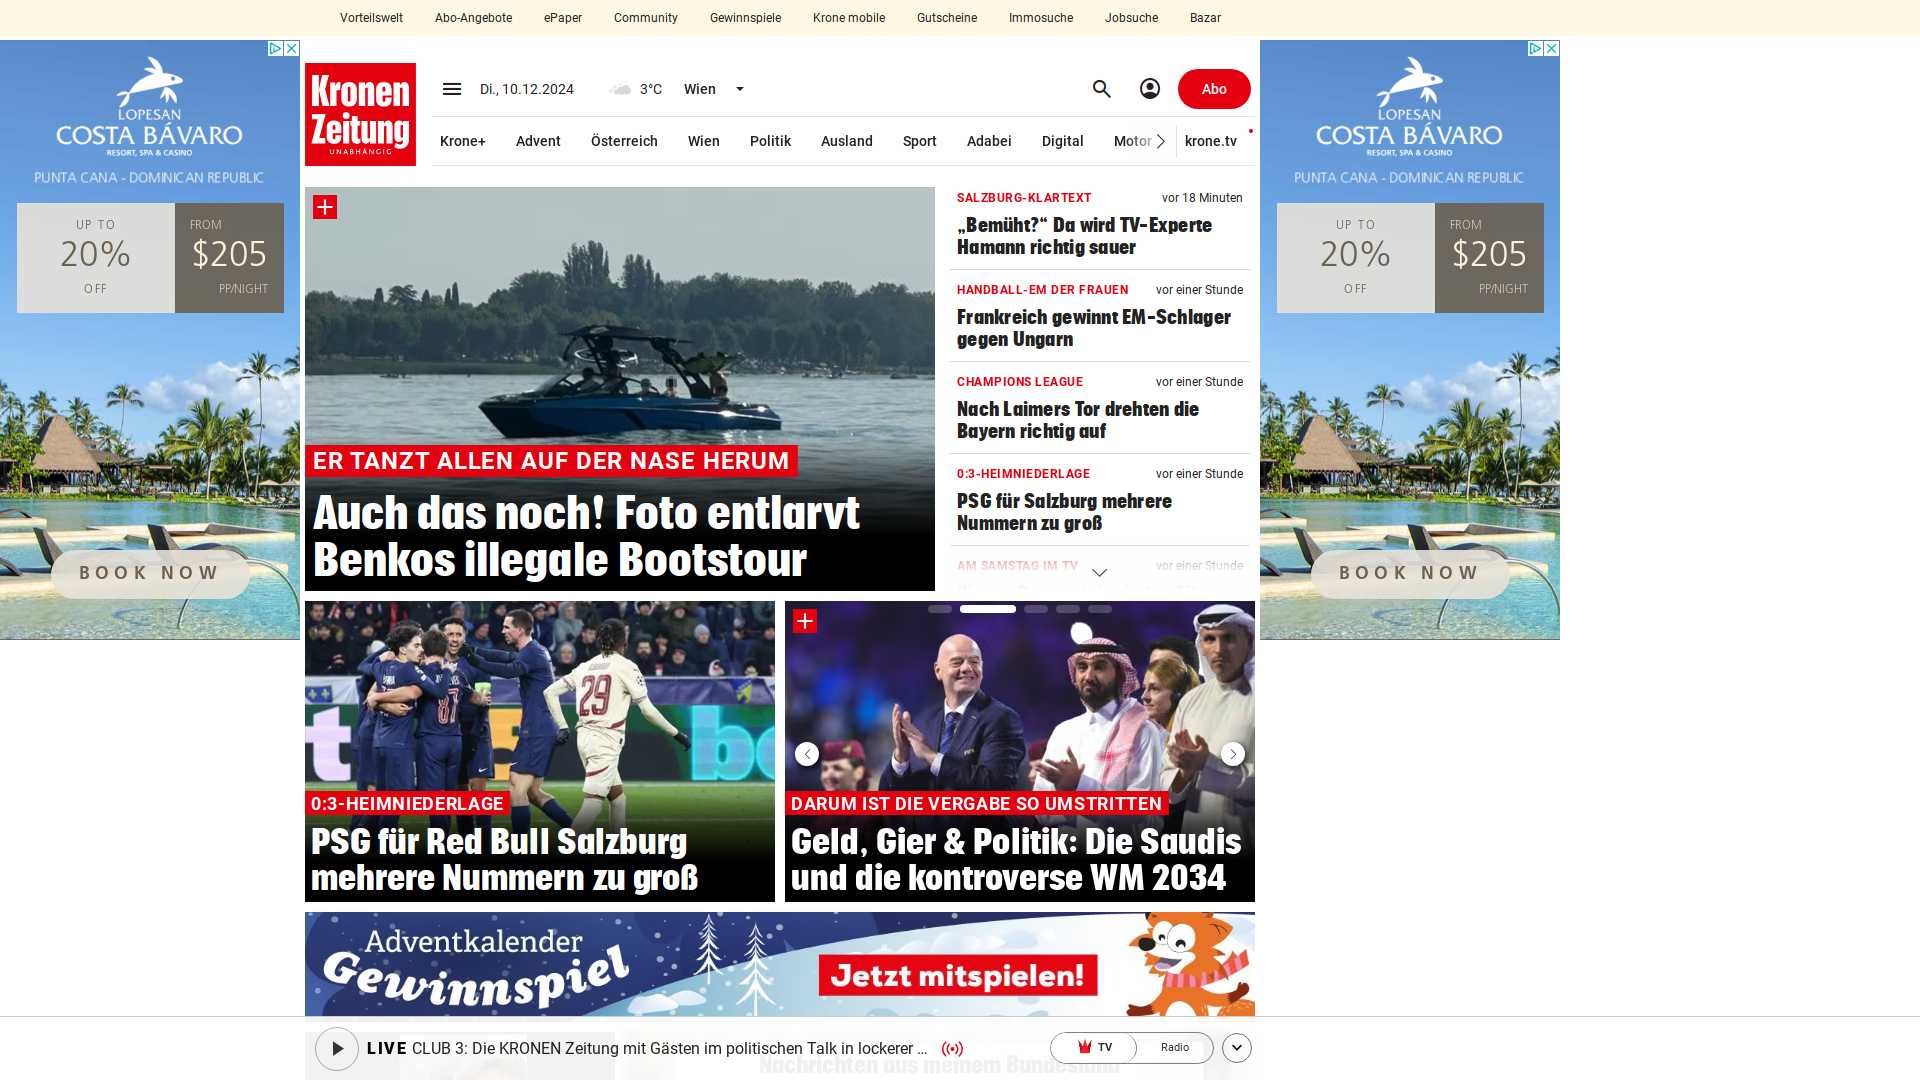 Vorteilswelt Abo-Angebote ePaper Community Gewinnspiele Krone mobile Gutscheine Immosuche Jobsuche Bazar
LOPESAN
COSTA BÁVARO
RESORT, SPA & CASINO
PUNTA CANA - DOMINICAN REPUBLIC
UP TO
20%
OFF
FROM
$205
PP/NIGHT
BOOK NOW
Kronen
Zeitung
UNABHÄNGIG
Di., 10.12.2024
3°C
Wien
Abo
Krone+ Advent Österreich Wien Politik Ausland Sport Adabei Digital Motor krone.tv
ER TANZT ALLEN AUF DER NASE HERUM
Auch das noch! Foto entlarvt
Benkos illegale Bootstour
SALZBURG-KLARTEXT vor 18 Minuten
„Bemüht?“ Da wird TV-Experte
Hamann richtig sauer
HANDBALL-EM DER FRAUEN vor einer Stunde
Frankreich gewinnt EM-Schlager
gegen Ungarn
CHAMPIONS LEAGUE vor einer Stunde
Nach Laimers Tor drehten die
Bayern richtig auf
0:3-HEIMNIEDERLAGE vor einer Stunde
PSG für Salzburg mehrere
Nummern zu groß
AM SAMSTAG IM TV vor einer Stunde
29
87
0:3-HEIMNIEDERLAGE
PSG für Red Bull Salzburg
mehrere Nummern zu groß
DARUM IST DIE VERGABE SO UMSTRITTEN
Geld, Gier & Politik: Die Saudis
und die kontroverse WM 2034
Adventkalender
Gewinnspiel
Jetzt mitspielen!
LIVE CLUB 3: Die KRONEN Zeitung mit Gästen im politischen Talk in lockerer ...
TV
Radio
Nachrichten aus meinem Bundesland
LOPESAN
COSTA BÁVARO
RESORT, SPA & CASINO
PUNTA CANA - DOMINICAN REPUBLIC
UP TO
20%
OFF
FROM
$205
PP/NIGHT
BOOK NOW